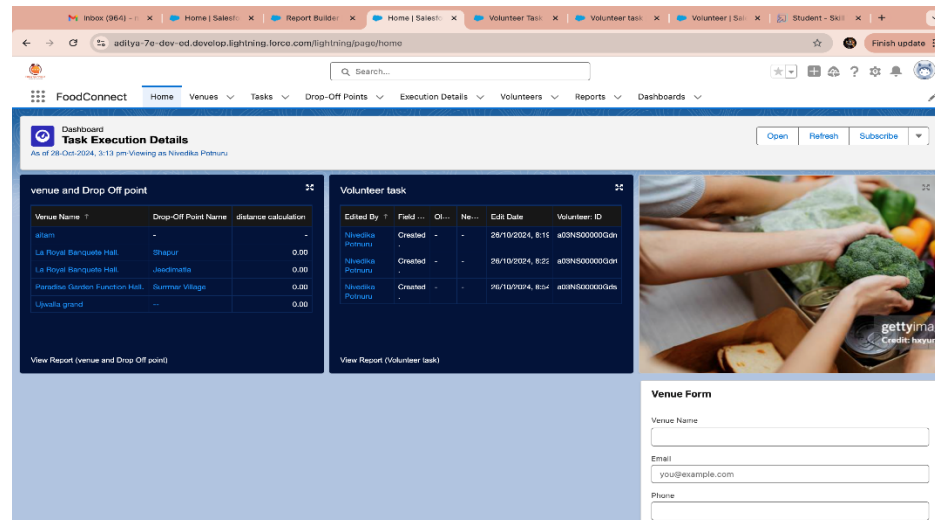 Inbox (964) – n
Home | Salesfo
Report Builder
Home | Salesfo
Volunteer Task
Volunteer task
Volunteer | Sale
Student - Skill
aditya-7e-dev-ed.develop.lightning.force.com/lightning/page/home
Finish update
Search...
FoodConnect Home Venues Tasks Drop-Off Points Execution Details Volunteers Reports Dashboards
Dashboard
Task Execution Details
As of 28-Oct-2024, 3:13 pm·Viewing as Nivedika Potnuru
Open Refresh Subscribe
venue and Drop Off point
Venue Name ↑ Drop-Off Point Name distance calculation
aitam - -
La Royal Banquete Hall. Shapur 0.00
La Royal Banquete Hall. Jeedimatla 0.00
Paradise Garden Function Hall. Summar Village 0.00
Ujwalla grand -- 0.00
View Report (venue and Drop Off point)
Volunteer task
Edited By ↑ Field ... Ol... Ne... Edit Date Volunteer: ID
Nivedika Potnuru Created . - - 26/10/2024, 8:19 a03NS00000Gdn
Nivedika Potnuru Created . - - 26/10/2024, 8:22
Nivedika Potnuru Created . - - 26/10/2024, 8:54
View Report (Volunteer task)
gettyima
Credit: hxyun
Venue Form
Venue Name
Email
you@example.com
Phone